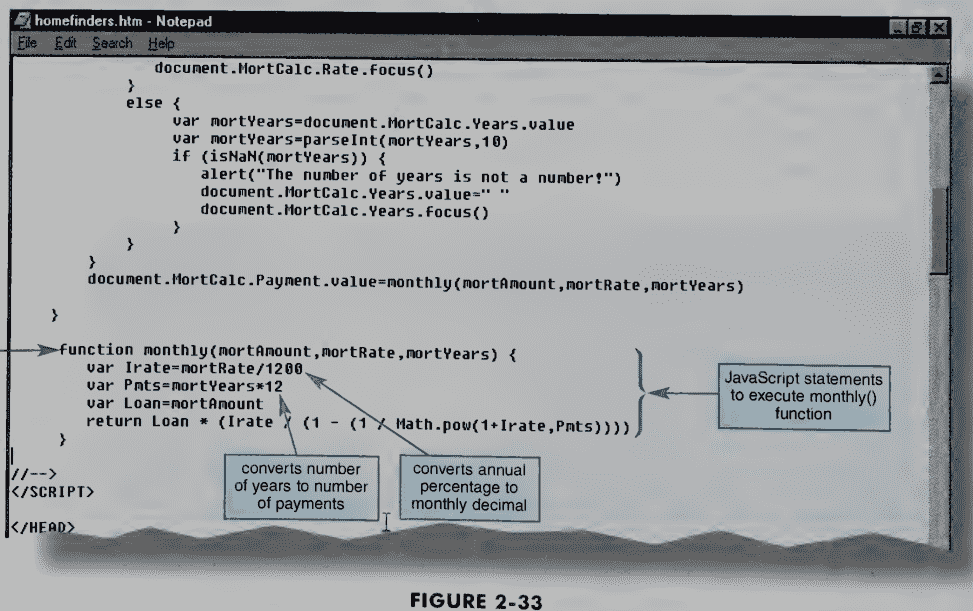 homefinders.htm - Notepad
File Edit Search Help
document.MortCalc.Rate.focus()
}
else {
var mortYears=document.MortCalc.Years.value
var mortYears=parseInt(mortYears,10)
if (isNaN(mortYears)) {
alert("The number of years is not a number!")
document.MortCalc.Years.value=" "
document.MortCalc.Years.focus()
}
}
}
document.MortCalc.Payment.value=monthly(mortAmount,mortRate,mortYears)
}
function monthly(mortAmount,mortRate,mortYears) {
var Irate=mortRate/1200
var Pmts=mortYears*12
var Loan=mortAmount
return Loan * (Irate / (1 - (1 / Math.pow(1+Irate,Pmts))))
}
JavaScript statements
to execute monthly()
function
//-->
</SCRIPT>
</HEAD>
converts number
of years to number
of payments
converts annual
percentage to
monthly decimal
FIGURE 2-33